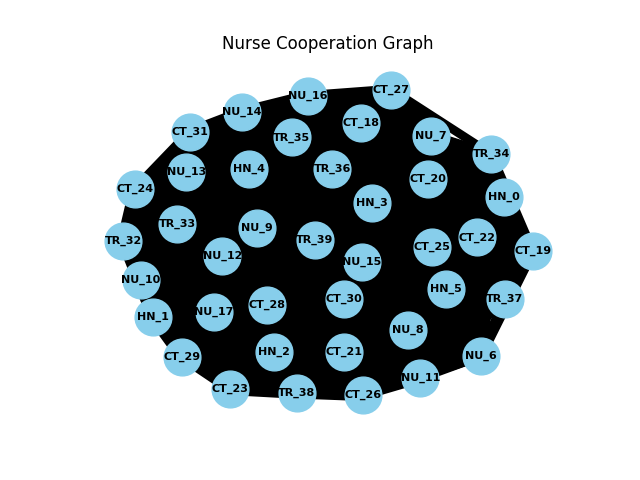 Nurse Cooperation Graph
CT_27
NU_16
NU_14
CT_18
CT_31
NU_7
TR_35
TR_34
HN_4
TR_36
NU_13
CT_20
CT_24
HN_0
HN_3
TR_33
NU_9
CT_22
TR_39
TR_32
CT_25
CT_19
NU_12
NU_15
NU_10
HN_5
CT_30
TR_37
CT_28
NU_17
HN_1
NU_8
HN_2
CT_21
NU_6
CT_29
NU_11
CT_23
TR_38
CT_26